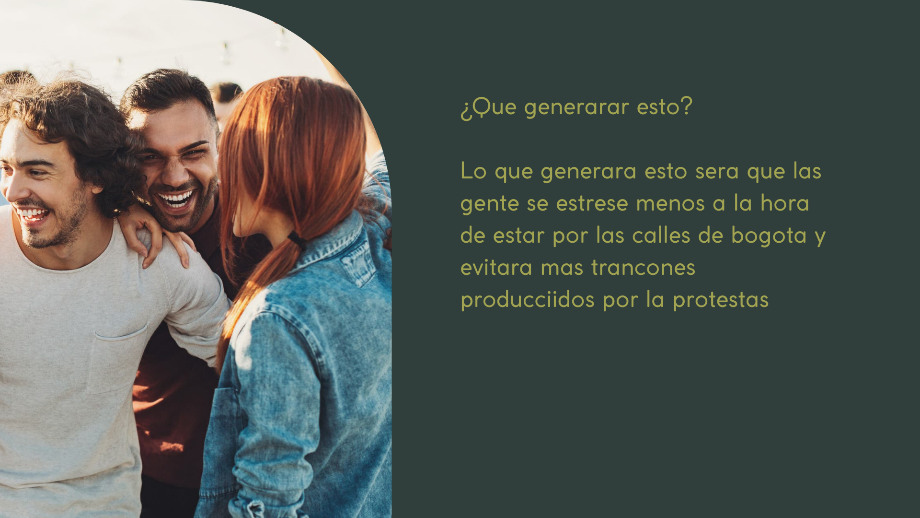 ¿Que generarar esto?
Lo que generara esto sera que las
gente se estrese menos a la hora
de estar por las calles de bogota y
evitara mas trancones
producciidos por la protestas